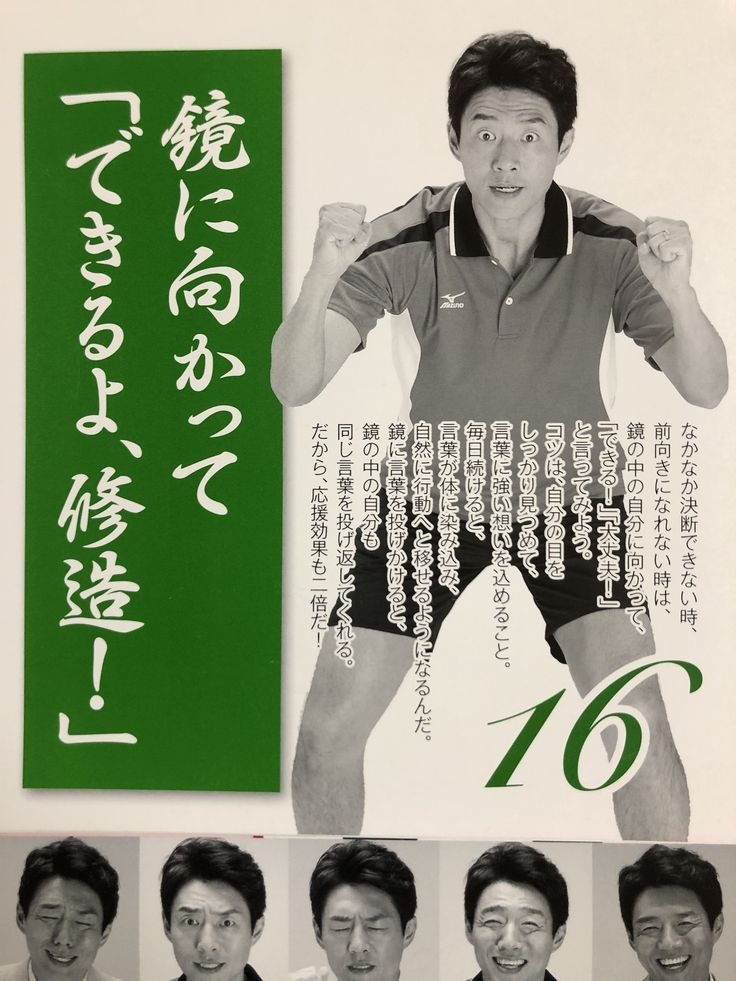 鏡に向かって
「できるよ、修造！」
MIZUNO
なかなか決断できない時、
前向きになれない時は、
鏡の中の自分に向かって、
「できる！」「大丈夫！」
と言ってみよう。
コツは、自分の目を
しっかり見つめて、
言葉に強い想いを込めること。
毎日続けると、
言葉が体に染み込み、
自然に行動へと移せるようになるんだ。
鏡に言葉を投げかけると、
鏡の中の自分も
同じ言葉を投げ返してくれる。
だから、応援効果も二倍だ！
16